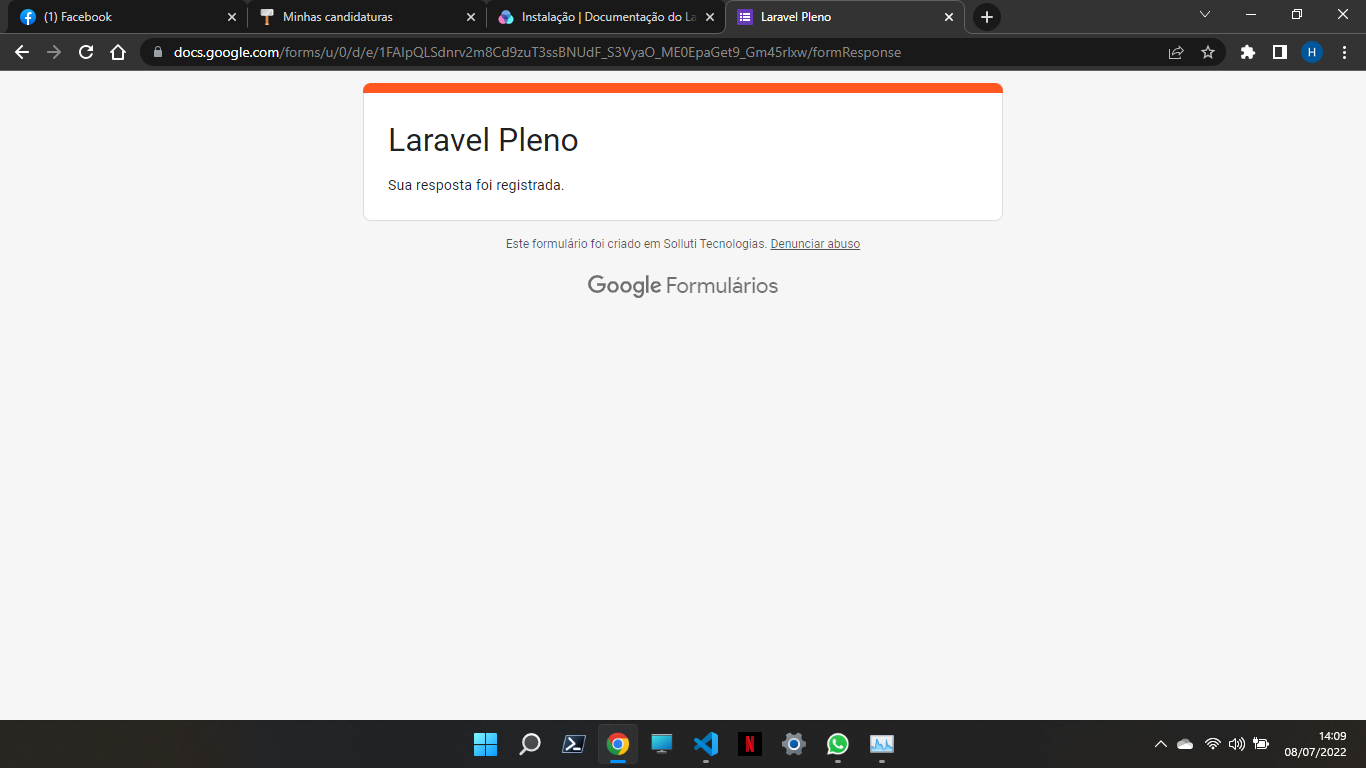 (1) Facebook
Minhas candidaturas
Instalação | Documentação do La
Laravel Pleno
docs.google.com/forms/u/0/d/e/1FAIpQLSdnrv2m8Cd9zuT3ssBNUdF_S3VyaO_ME0EpaGet9_Gm45rlxw/formResponse
H
Laravel Pleno
Sua resposta foi registrada.
Este formulário foi criado em Solluti Tecnologias. Denunciar abuso
Google Formulários
N
14:09
08/07/2022